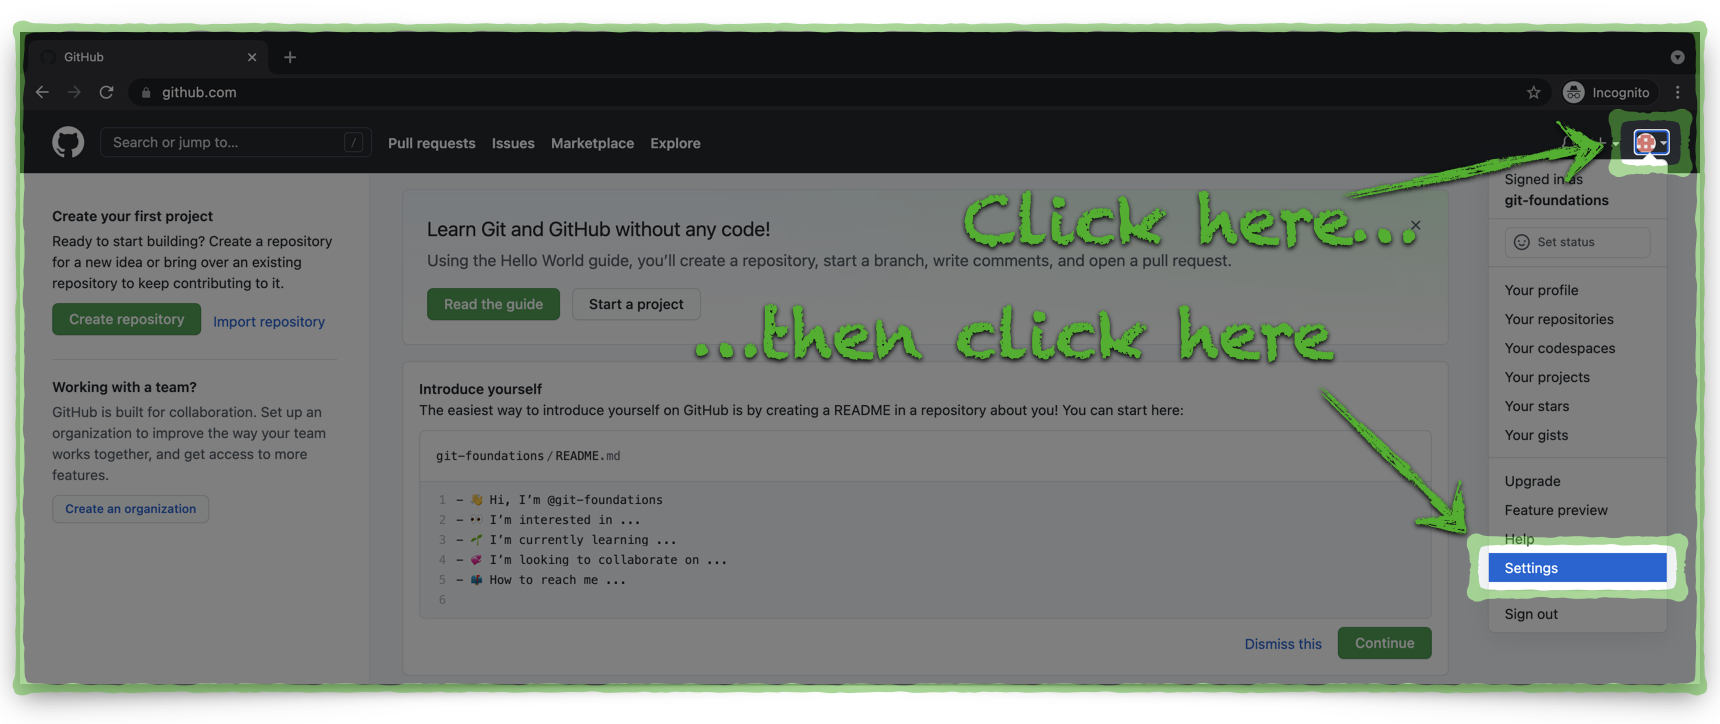 GitHub
github.com
Incognito
Search or jump to... /
Pull requests Issues Marketplace Explore
Click here...
...then click here
Create your first project
Ready to start building? Create a repository
for a new idea or bring over an existing
repository to keep contributing to it.
Create repository Import repository
Working with a team?
GitHub is built for collaboration. Set up an
organization to improve the way your team
works together, and get access to more
features.
Create an organization
Learn Git and GitHub without any code!
Using the Hello World guide, you’ll create a repository, start a branch, write comments, and open a pull request.
Read the guide Start a project
Introduce yourself
The easiest way to introduce yourself on GitHub is by creating a README in a repository about you! You can start here:
git-foundations/README.md
1 - 👋 Hi, I’m @git-foundations
2 - 👀 I’m interested in ...
3 - 🌱 I’m currently learning ...
4 - 💞️ I’m looking to collaborate on ...
5 - 📫 How to reach me ...
6
Dismiss this Continue
Signed in as
git-foundations
Set status
Your profile
Your repositories
Your codespaces
Your projects
Your stars
Your gists
Upgrade
Feature preview
Help
Settings
Sign out